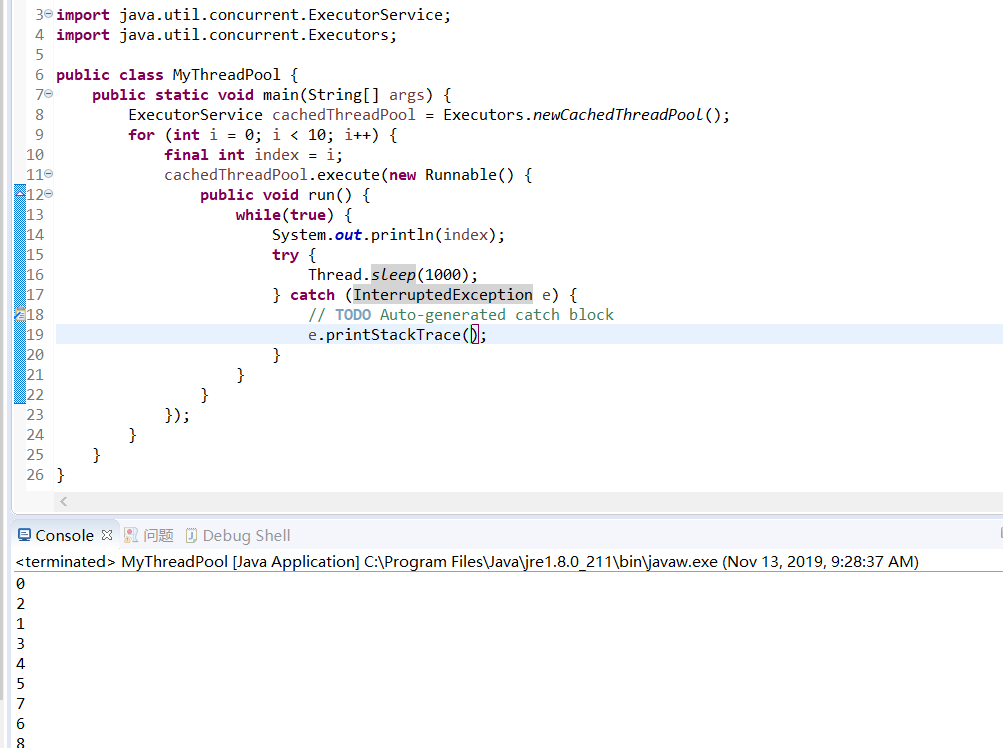 3 import java.util.concurrent.ExecutorService;
4 import java.util.concurrent.Executors;
5
6 public class MyThreadPool {
7     public static void main(String[] args) {
8         ExecutorService cachedThreadPool = Executors.newCachedThreadPool();
9         for (int i = 0; i < 10; i++) {
10             final int index = i;
11             cachedThreadPool.execute(new Runnable() {
12                 public void run() {
13                     while(true) {
14                         System.out.println(index);
15                         try {
16                             Thread.sleep(1000);
17                         } catch (InterruptedException e) {
18                             // TODO Auto-generated catch block
19                             e.printStackTrace();
20                         }
21                     }
22                 }
23             });
24         }
25     }
26 }
Console 问题 Debug Shell
<terminated> MyThreadPool [Java Application] C:\Program Files\Java\jre1.8.0_211\bin\javaw.exe (Nov 13, 2019, 9:28:37 AM)
0
2
1
3
4
5
7
6
8